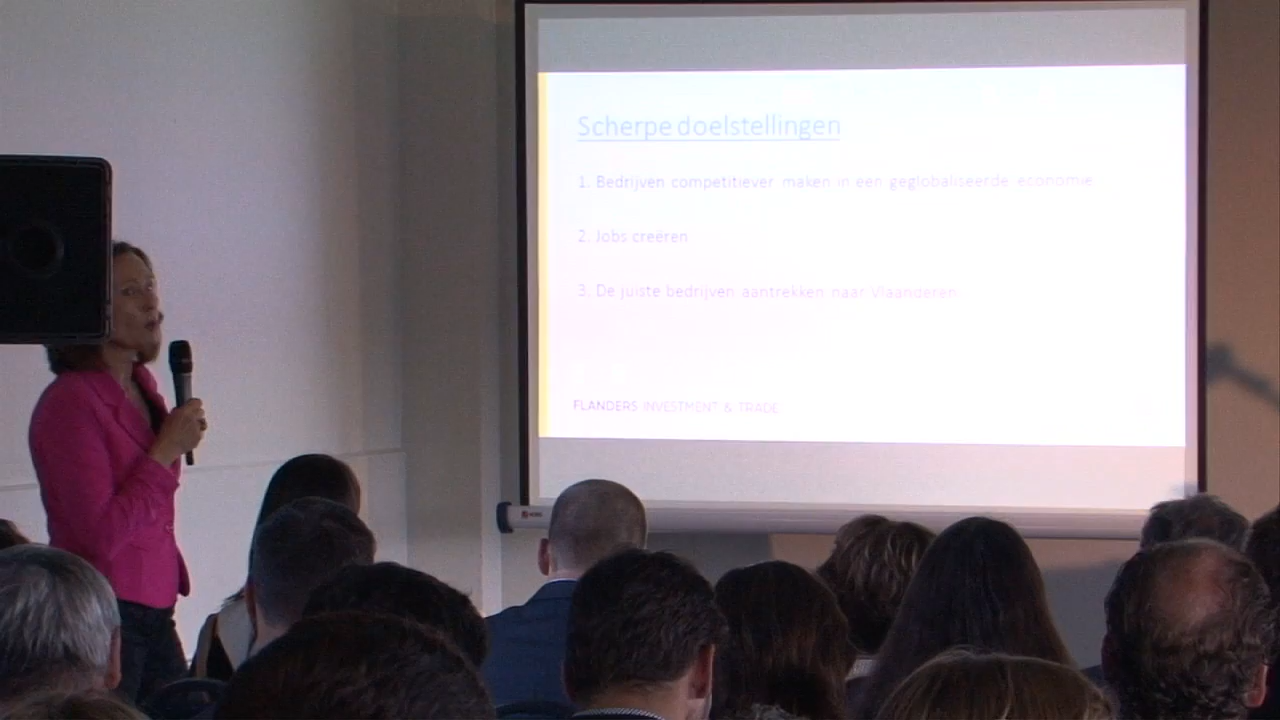 Scherpe doelstellingen
1. Bedrijven competitiever maken in een geglobaliseerde economie
2. Jobs creëren
3. De juiste bedrijven aantrekken naar Vlaanderen
FLANDERS INVESTMENT & TRADE